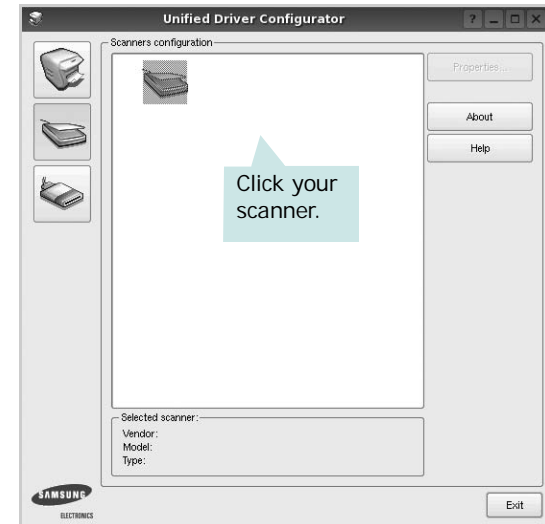 Unified Driver Configurator
Scanners configuration
Properties...
About
Help
Click your
scanner.
Selected scanner:
Vendor:
Model:
Type:
SAMSUNG
ELECTRONICS
Exit